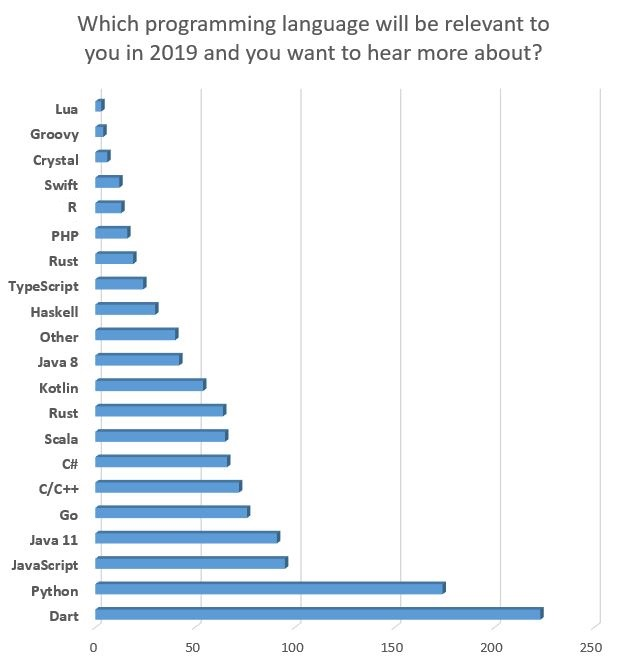 Which programming language will be relevant to
you in 2019 and you want to hear more about?
Lua
Groovy
Crystal
Swift
R
PHP
Rust
TypeScript
Haskell
Other
Java 8
Kotlin
Rust
Scala
C#
C/C++
Go
Java 11
JavaScript
Python
Dart
0 50 100 150 200 250